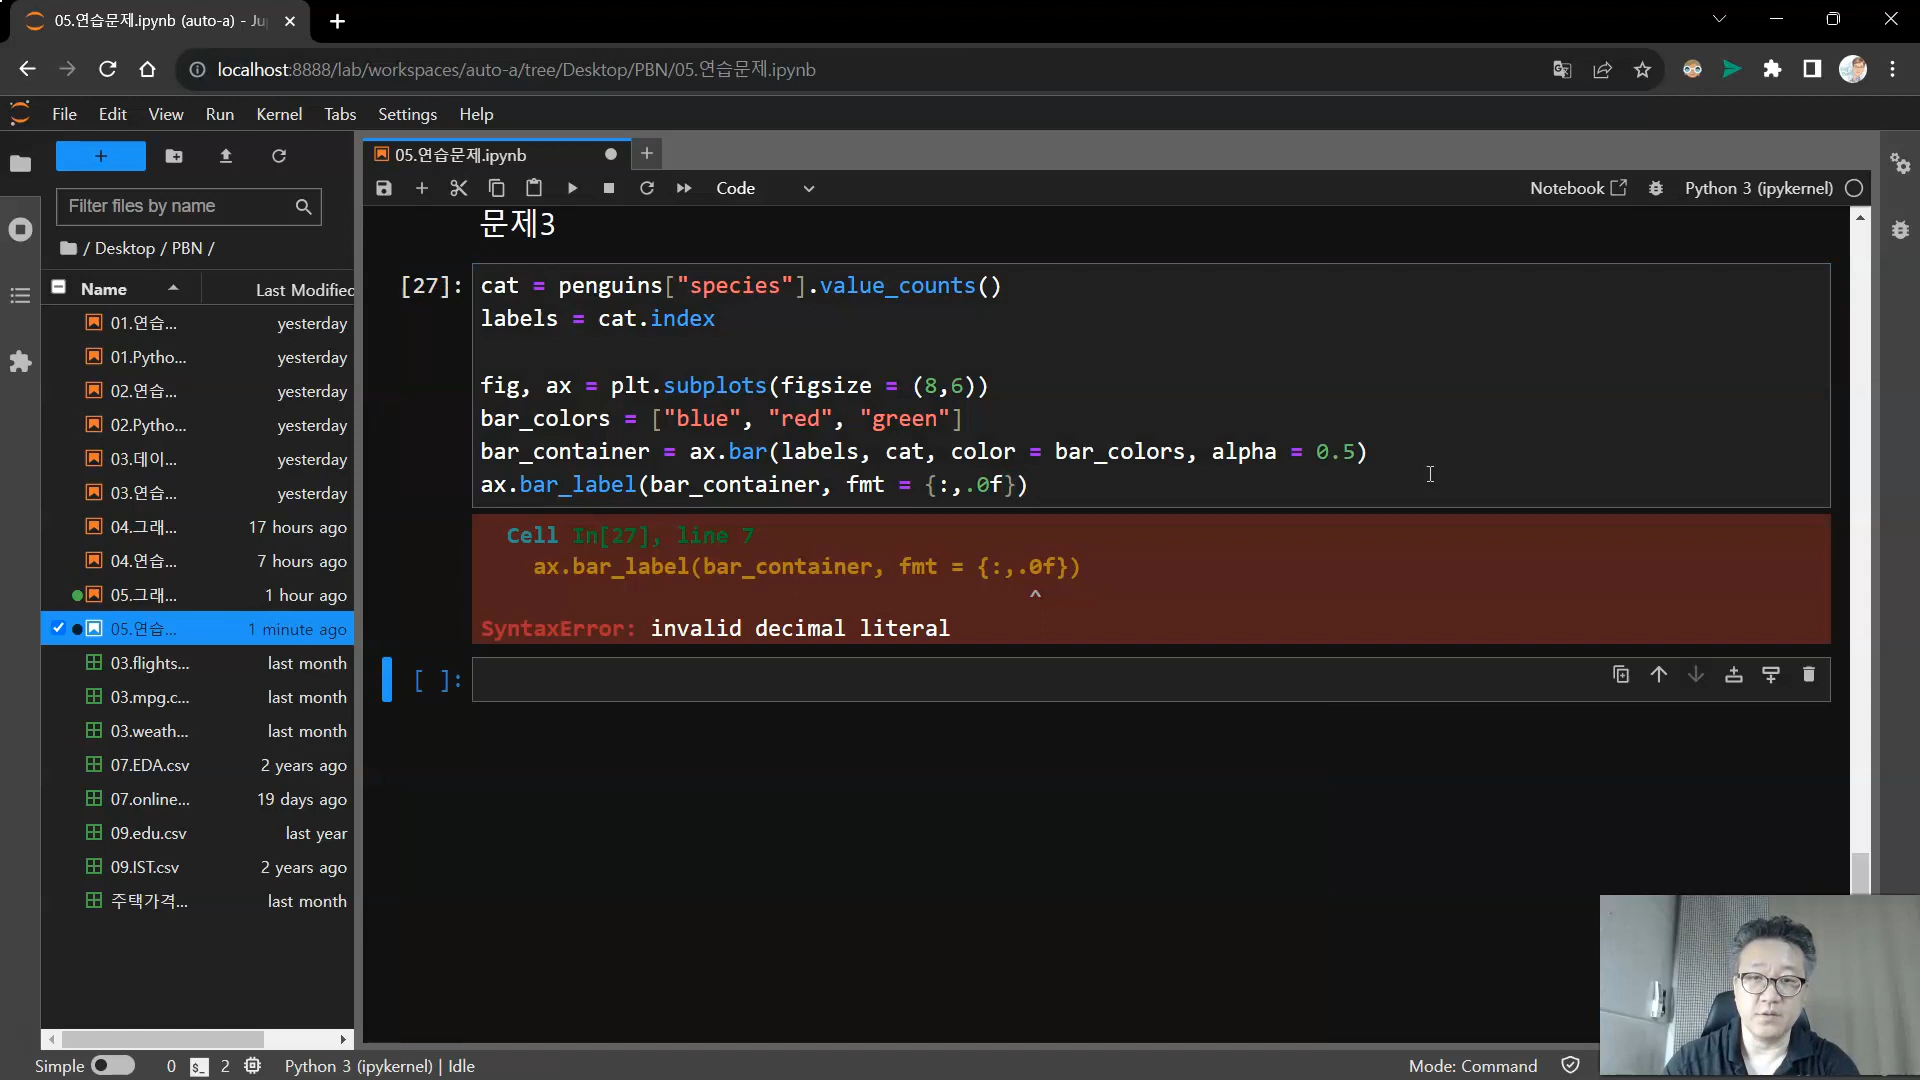 05.연습문제.ipynb (auto-a) - Ju
localhost:8888/lab/workspaces/auto-a/tree/Desktop/PBN/05.연습문제.ipynb
File Edit View Run Kernel Tabs Settings Help
Filter files by name
/ Desktop / PBN /
Name Last Modified
01.연습... yesterday
01.Pytho... yesterday
02.연습... yesterday
02.Pytho... yesterday
03.데이... yesterday
03.연습... yesterday
04.그래... 17 hours ago
04.연습... 7 hours ago
05.그래... 1 hour ago
05.연습... 1 minute ago
03.flights... last month
03.mpg.c... last month
03.weath... last month
07.EDA.csv 2 years ago
07.online... 19 days ago
09.edu.csv last year
09.IST.csv 2 years ago
주택가격... last month
05.연습문제.ipynb
Code
Notebook
Python 3 (ipykernel)
문제3
[27]:
cat = penguins["species"].value_counts()
labels = cat.index
fig, ax = plt.subplots(figsize = (8,6))
bar_colors = ["blue", "red", "green"]
bar_container = ax.bar(labels, cat, color = bar_colors, alpha = 0.5)
ax.bar_label(bar_container, fmt = {:,.0f})
Cell In[27], line 7
ax.bar_label(bar_container, fmt = {:,.0f})
^
SyntaxError: invalid decimal literal
[ ]:
Simple 0 $_ 2 Python 3 (ipykernel) | Idle
Mode: Command